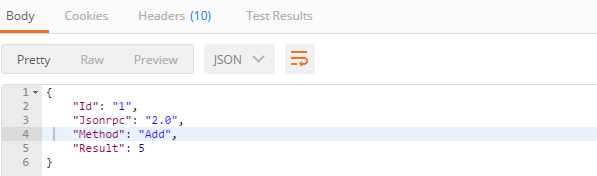 Body Cookies Headers (10) Test Results
Pretty Raw Preview JSON
1 {
2 "Id": "1",
3 "Jsonrpc": "2.0",
4 "Method": "Add",
5 "Result": 5
6 }